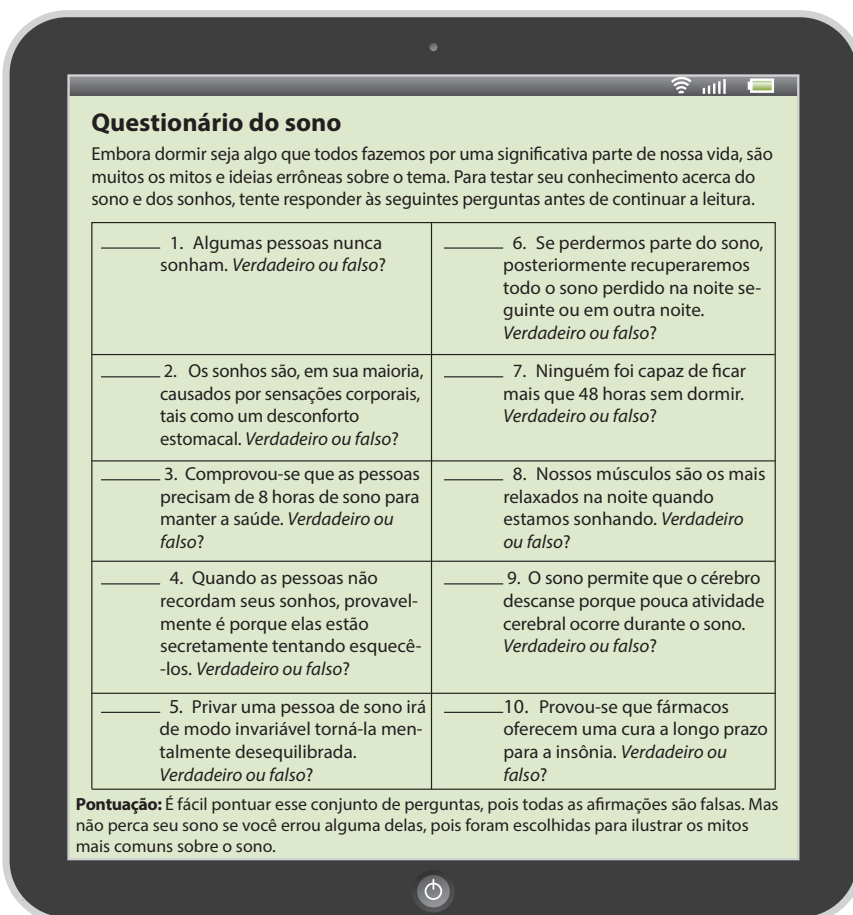 Questionário do sono
Embora dormir seja algo que todos fazemos por uma significativa parte de nossa vida, são
muitos os mitos e ideias errôneas sobre o tema. Para testar seu conhecimento acerca do
sono e dos sonhos, tente responder às seguintes perguntas antes de continuar a leitura.
______ 1. Algumas pessoas nunca
sonham. Verdadeiro ou falso?
______ 2. Os sonhos são, em sua maioria,
causados por sensações corporais,
tais como um desconforto
estomacal. Verdadeiro ou falso?
______ 3. Comprovou-se que as pessoas
precisam de 8 horas de sono para
manter a saúde. Verdadeiro ou
falso?
______ 4. Quando as pessoas não
recordam seus sonhos, provavel-
mente é porque elas estão
secretamente tentando esquecê-
-los. Verdadeiro ou falso?
______ 5. Privar uma pessoa de sono irá
de modo invariável torná-la men-
talmente desequilibrada.
Verdadeiro ou falso?
______ 6. Se perdermos parte do sono,
posteriormente recuperaremos
todo o sono perdido na noite se-
guinte ou em outra noite.
Verdadeiro ou falso?
______ 7. Ninguém foi capaz de ficar
mais que 48 horas sem dormir.
Verdadeiro ou falso?
______ 8. Nossos músculos são os mais
relaxados na noite quando
estamos sonhando. Verdadeiro
ou falso?
______ 9. O sono permite que o cérebro
descanse porque pouca atividade
cerebral ocorre durante o sono.
Verdadeiro ou falso?
______ 10. Provou-se que fármacos
oferecem uma cura a longo prazo
para a insônia. Verdadeiro ou
falso?
Pontuação: É fácil pontuar esse conjunto de perguntas, pois todas as afirmações são falsas. Mas
não perca seu sono se você errou alguma delas, pois foram escolhidas para ilustrar os mitos
mais comuns sobre o sono.